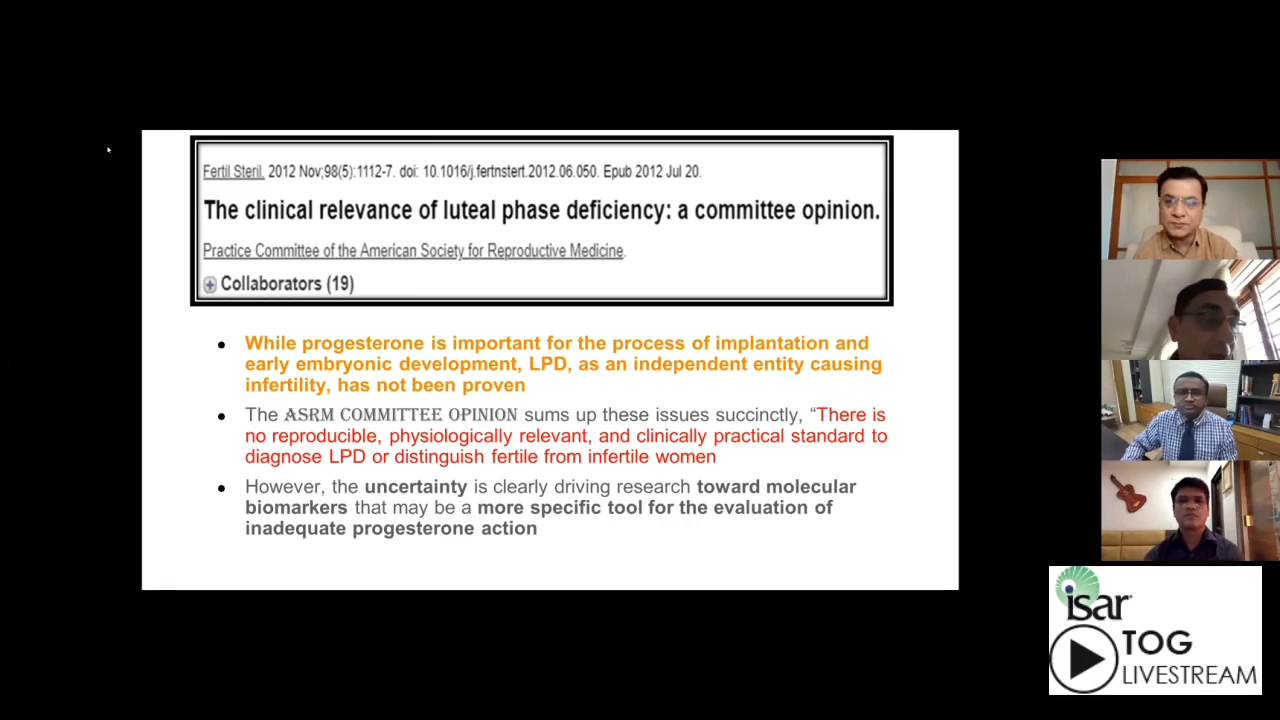 Fertil Steril. 2012 Nov;98(5):1112-7. doi: 10.1016/j.fertnstert.2012.06.050. Epub 2012 Jul 20.
The clinical relevance of luteal phase deficiency: a committee opinion.
Practice Committee of the American Society for Reproductive Medicine.
+ Collaborators (19)
● While progesterone is important for the process of implantation and
early embryonic development, LPD, as an independent entity causing
infertility, has not been proven
● The ASRM COMMITTEE OPINION sums up these issues succinctly, “There is
no reproducible, physiologically relevant, and clinically practical standard to
diagnose LPD or distinguish fertile from infertile women
● However, the uncertainty is clearly driving research toward molecular
biomarkers that may be a more specific tool for the evaluation of
inadequate progesterone action
isar
TOG
LIVESTREAM